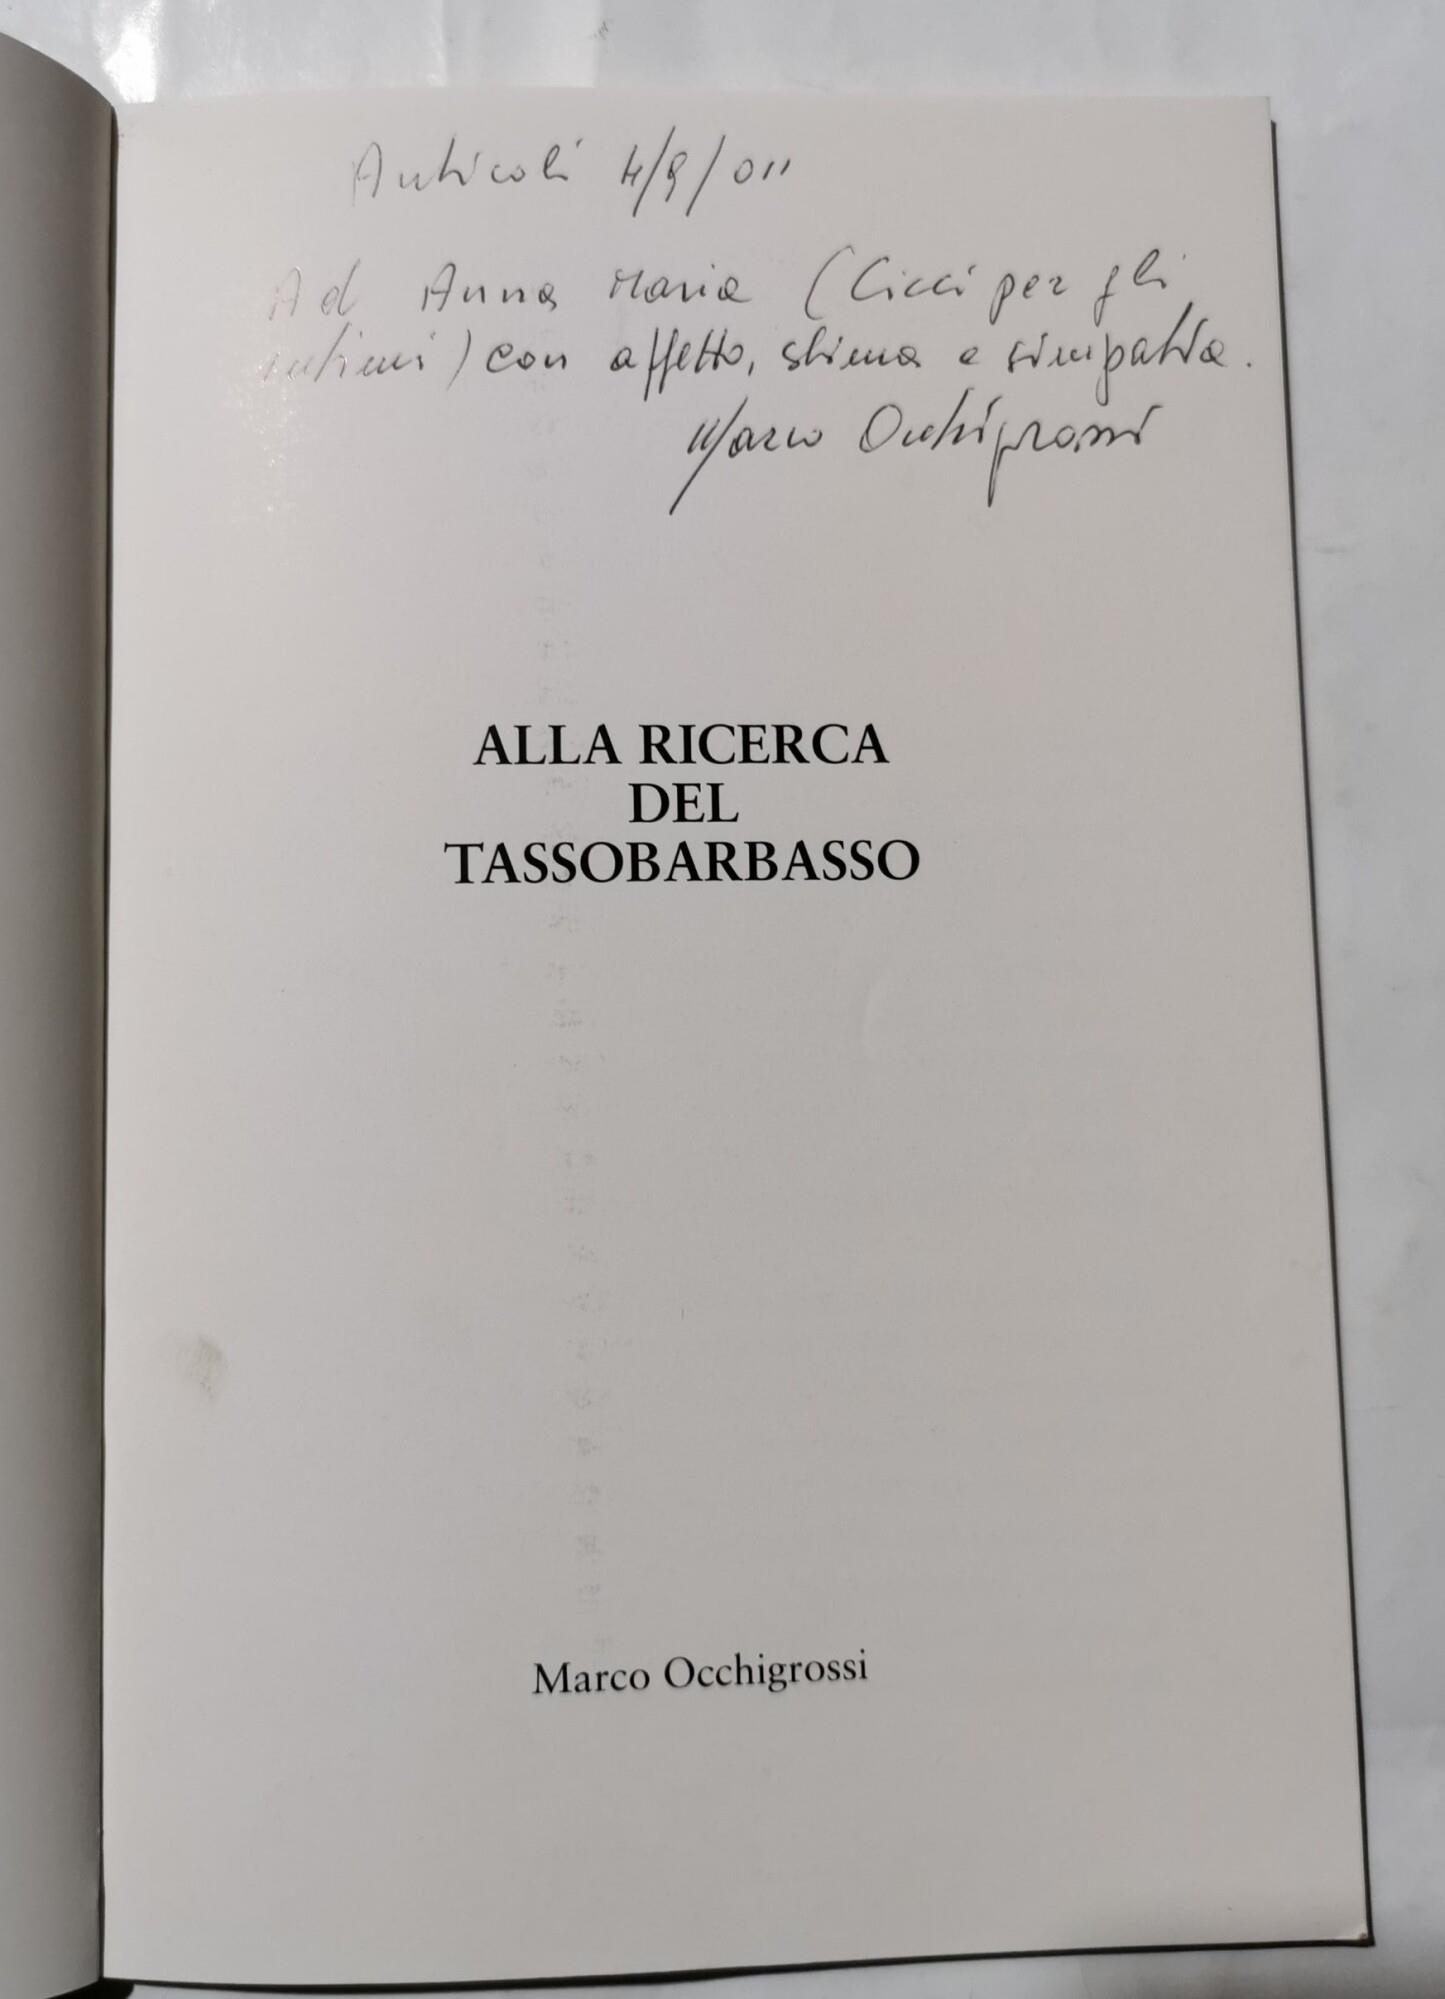 Anticoli 4/9/011
Ad Anna Maria (Cicci per gli
intimi) con affetto, stima e simpatia.
Marco Occhigrossi
ALLA RICERCA
DEL
TASSOBARBASSO
Marco Occhigrossi